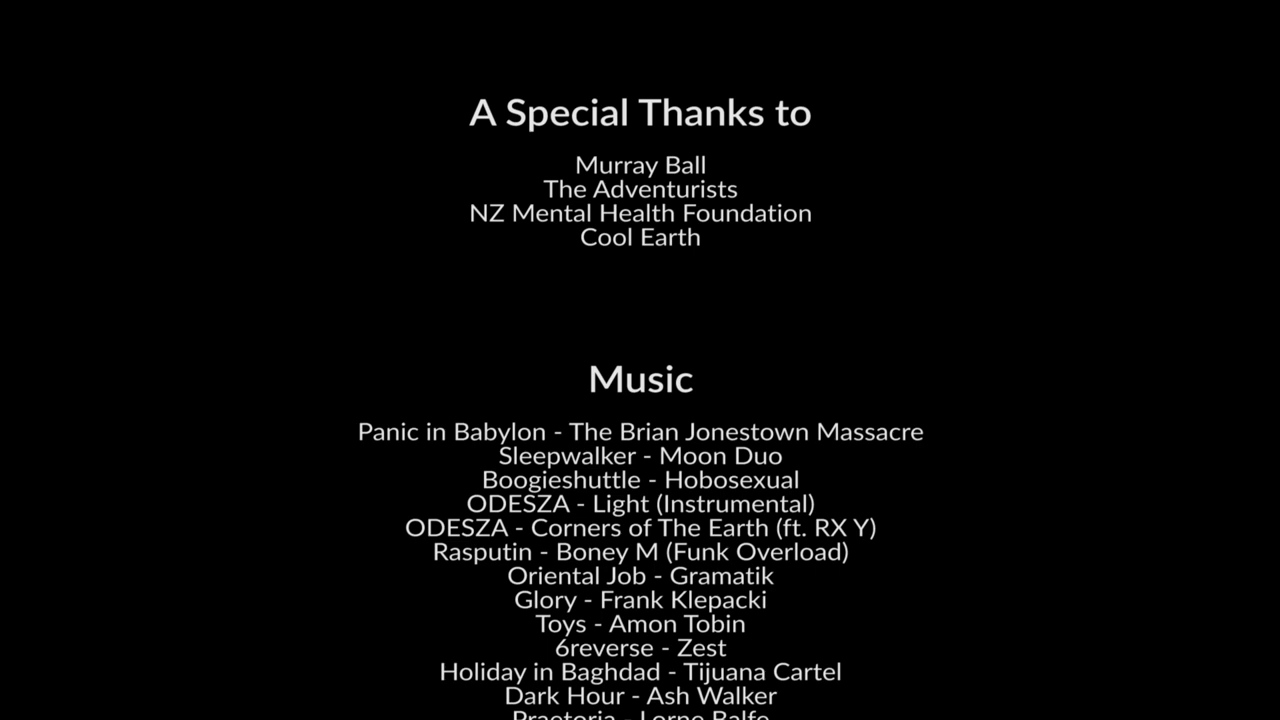 A Special Thanks to
Murray Ball
The Adventurists
NZ Mental Health Foundation
Cool Earth
Music
Panic in Babylon - The Brian Jonestown Massacre
Sleepwalker - Moon Duo
Boogieshuttle - Hobosexual
ODESZA - Light (Instrumental)
ODESZA - Corners of The Earth (ft. RX Y)
Rasputin - Boney M (Funk Overload)
Oriental Job - Gramatik
Glory - Frank Klepacki
Toys - Amon Tobin
6reverse - Zest
Holiday in Baghdad - Tijuana Cartel
Dark Hour - Ash Walker
Praetoria - Lorne Balfe